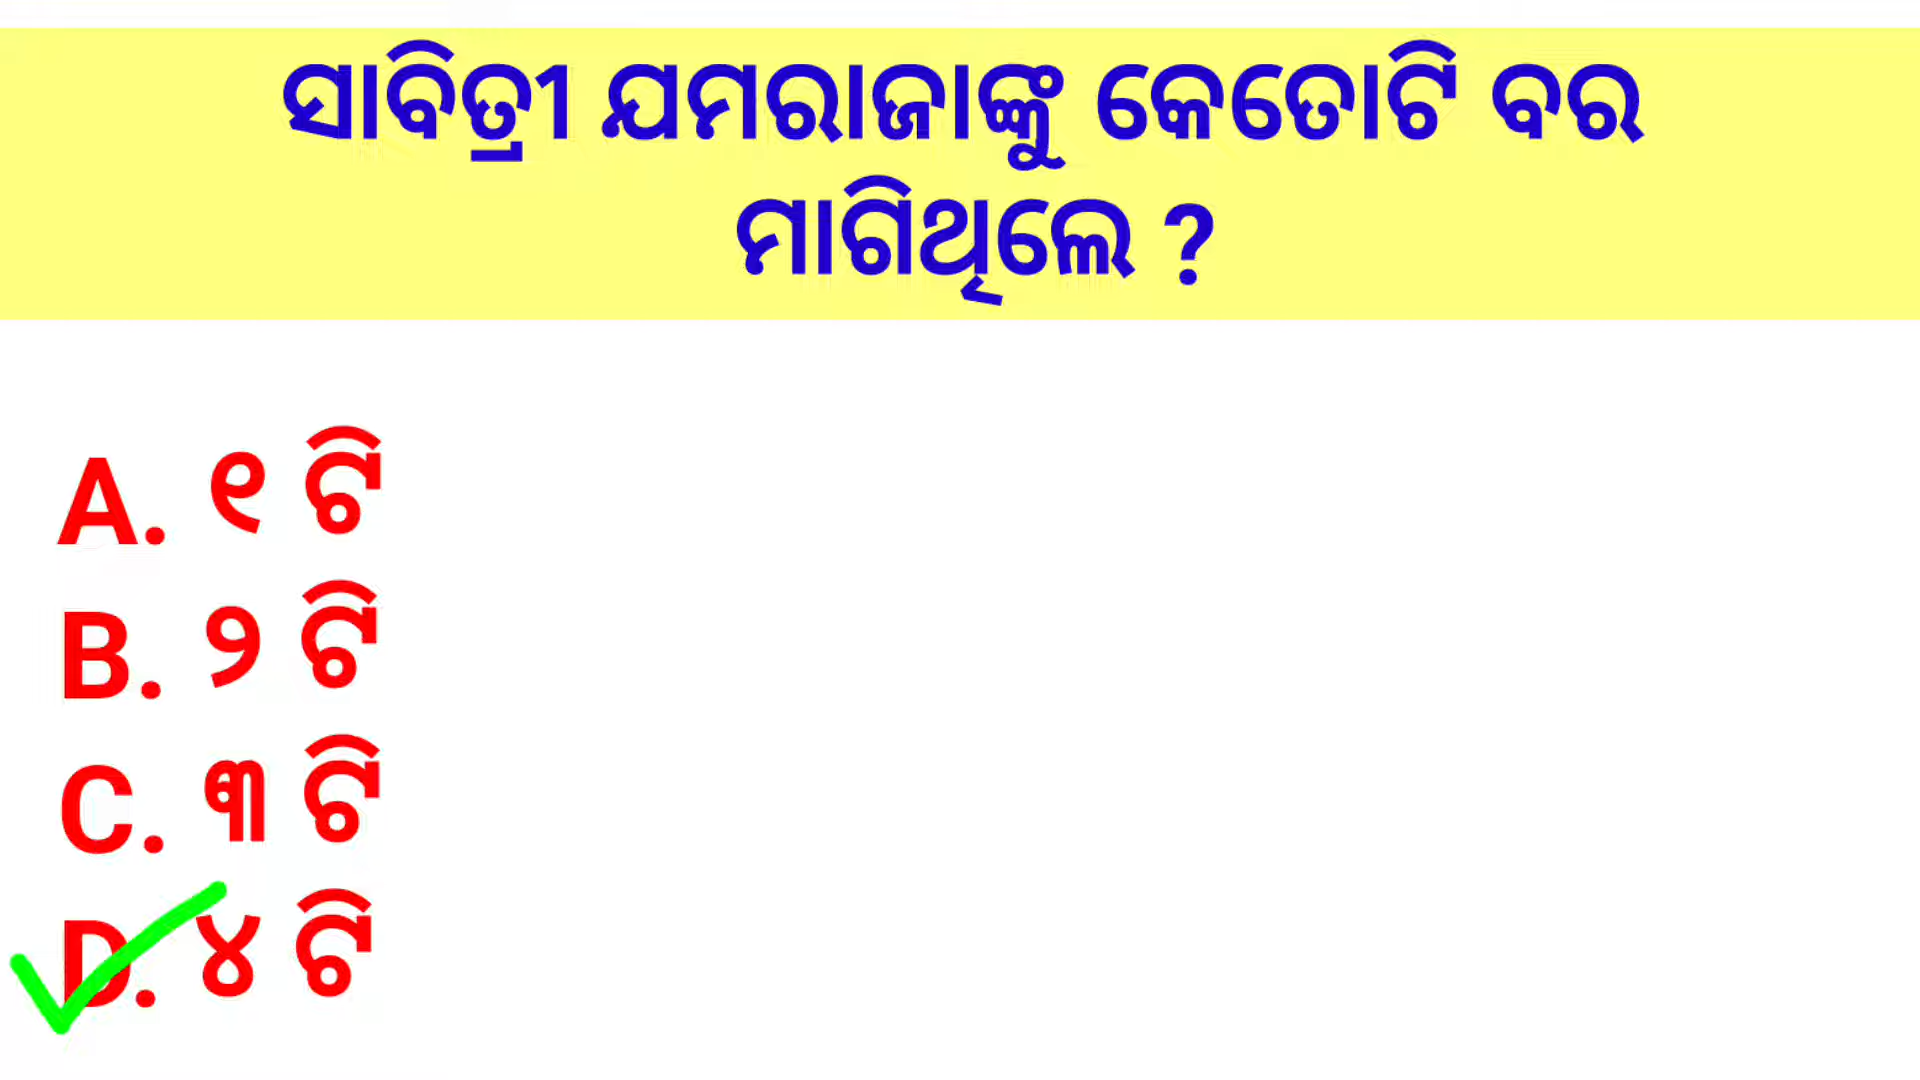 ସାବିତ୍ରୀ ଯମରାଜାଙ୍କୁ କେତୋଟି ବର
ମାଗିଥିଲେ ?
A. ୧ ଟି
B. ୨ ଟି
C. ୩ ଟି
D. ୪ ଟି